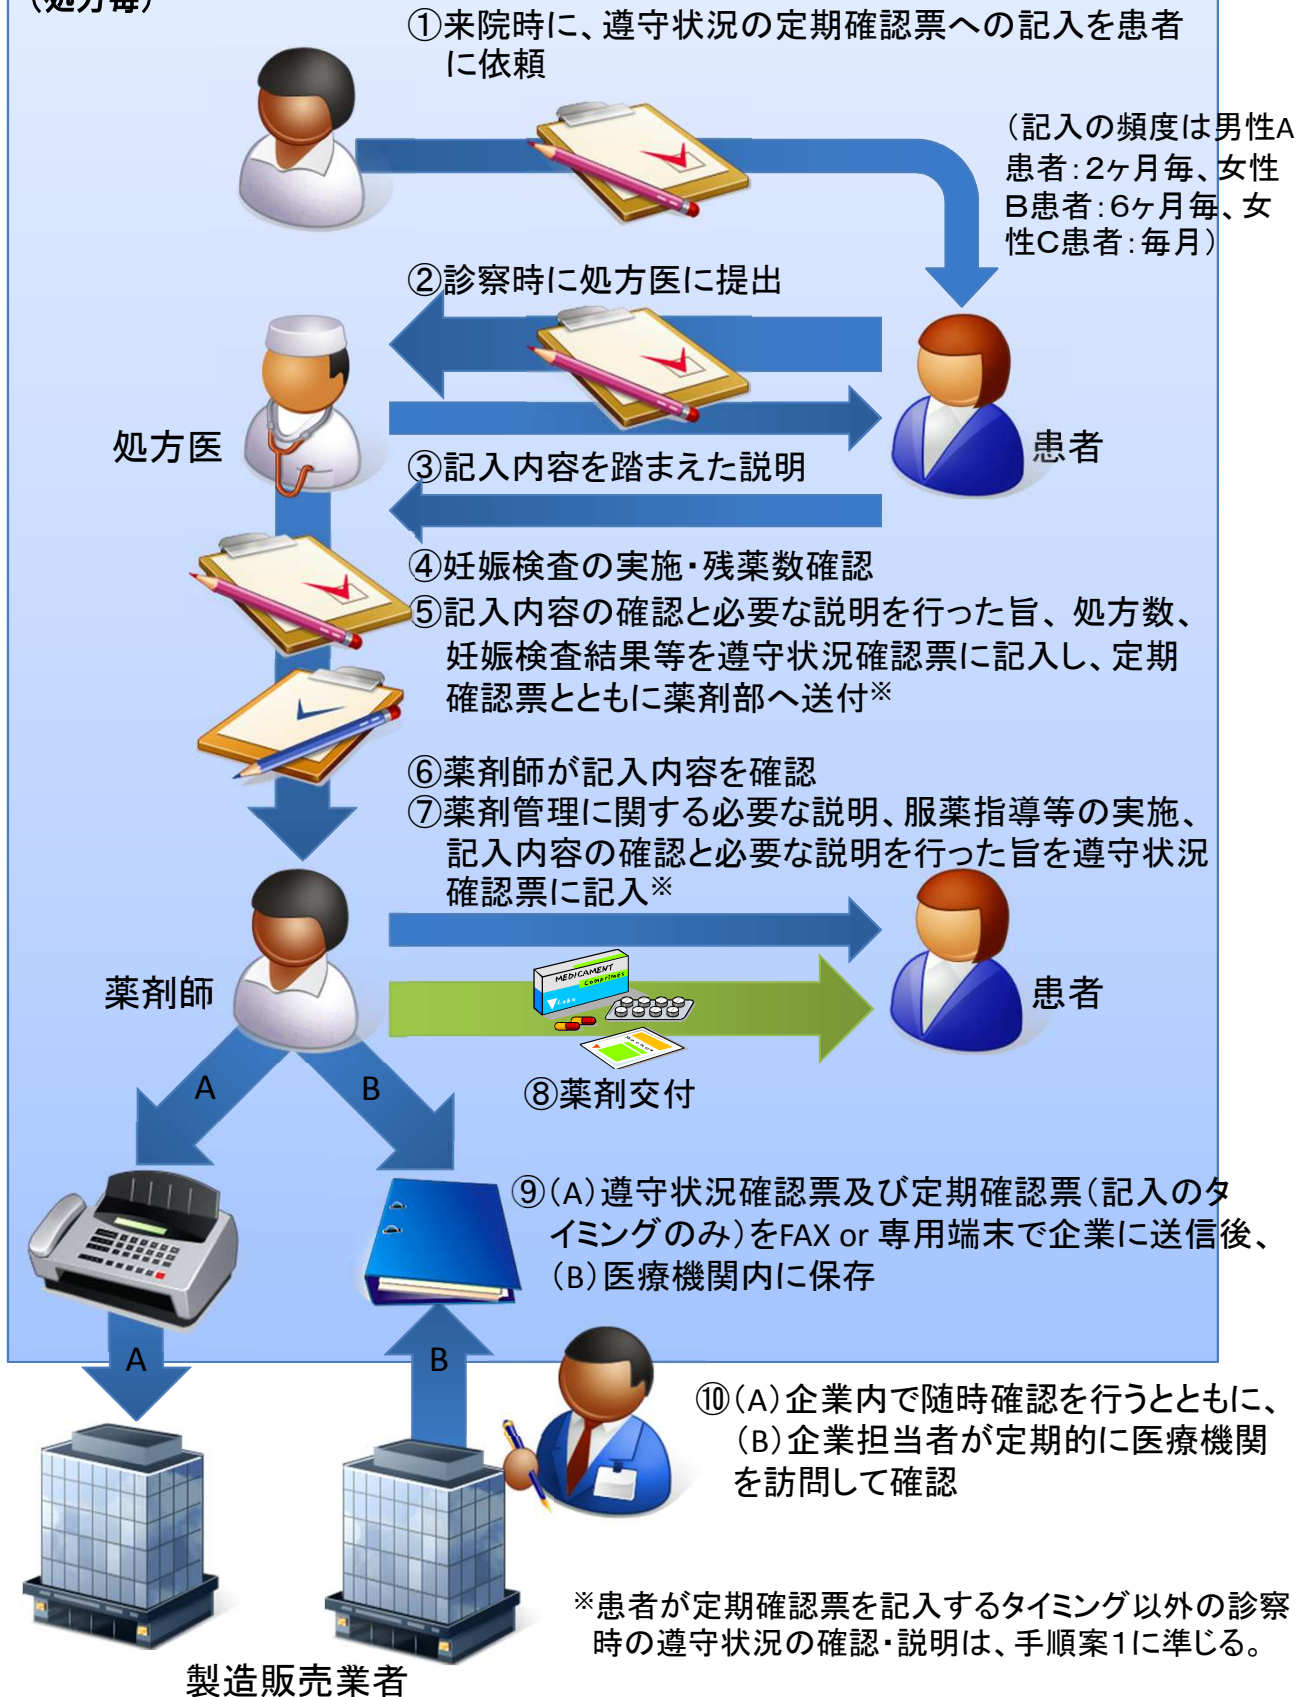 （処方毎）
①来院時に、遵守状況の定期確認票への記入を患者
に依頼
（記入の頻度は男性A
患者：2ヶ月毎、女性
B患者：6ヶ月毎、女
性C患者：毎月）
②診察時に処方医に提出
処方医
患者
③記入内容を踏まえた説明
④妊娠検査の実施・残薬数確認
⑤記入内容の確認と必要な説明を行った旨、処方数、
妊娠検査結果等を遵守状況確認票に記入し、定期
確認票とともに薬剤部へ送付※
⑥薬剤師が記入内容を確認
⑦薬剤管理に関する必要な説明、服薬指導等の実施、
記入内容の確認と必要な説明を行った旨を遵守状況
確認票に記入※
MEDICAMENT
Comprimes
Labo
薬剤師
患者
A
B
⑧薬剤交付
⑨（A）遵守状況確認票及び定期確認票（記入のタ
イミングのみ）をFAX or 専用端末で企業に送信後、
（B）医療機関内に保存
A
B
⑩（A）企業内で随時確認を行うとともに、
（B）企業担当者が定期的に医療機関
を訪問して確認
※患者が定期確認票を記入するタイミング以外の診察
時の遵守状況の確認・説明は、手順案1に準じる。
製造販売業者